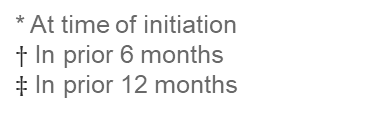 * At time of initiation
† In prior 6 months
‡ In prior 12 months